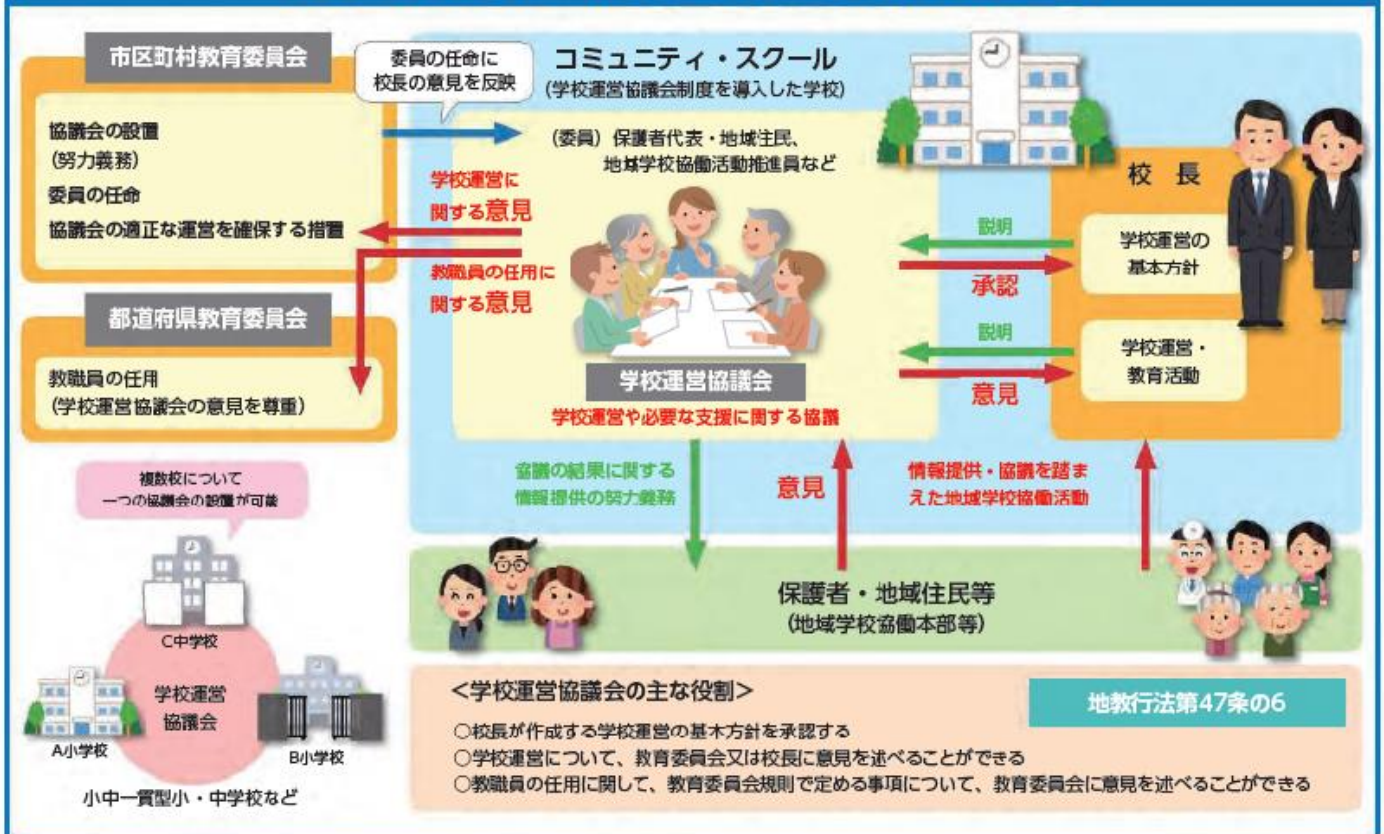 市区町村教育委員会
協議会の設置
(努力義務)
委員の任命
協議会の適正な運営を確保する措置
委員の任命に
校長の意見を反映
コミュニティ・スクール
(学校運営協議会制度を導入した学校)
(委員)保護者代表・地域住民、
地域学校協働活動推進員など
学校運営に
関する意見
教職員の任用に
関する意見
都道府県教育委員会
教職員の任用
(学校運営協議会の意見を尊重)
学校運営協議会
学校運営や必要な支援に関する協議
校長
説明
承認
学校運営の
基本方針
説明
意見
学校運営・
教育活動
協議の結果に関する
情報提供の努力義務
意見
情報提供・協議を踏ま
えた地域学校協働活動
保護者・地域住民等
(地域学校協働本部等)
複数校について
一つの協議会の設置が可能
C中学校
学校運営
協議会
A小学校
B小学校
小中一貫型小・中学校など
<学校運営協議会の主な役割>
地教行法第47条の6
○校長が作成する学校運営の基本方針を承認する
○学校運営について、教育委員会又は校長に意見を述べることができる
○教職員の任用に関して、教育委員会規則で定める事項について、教育委員会に意見を述べることができる